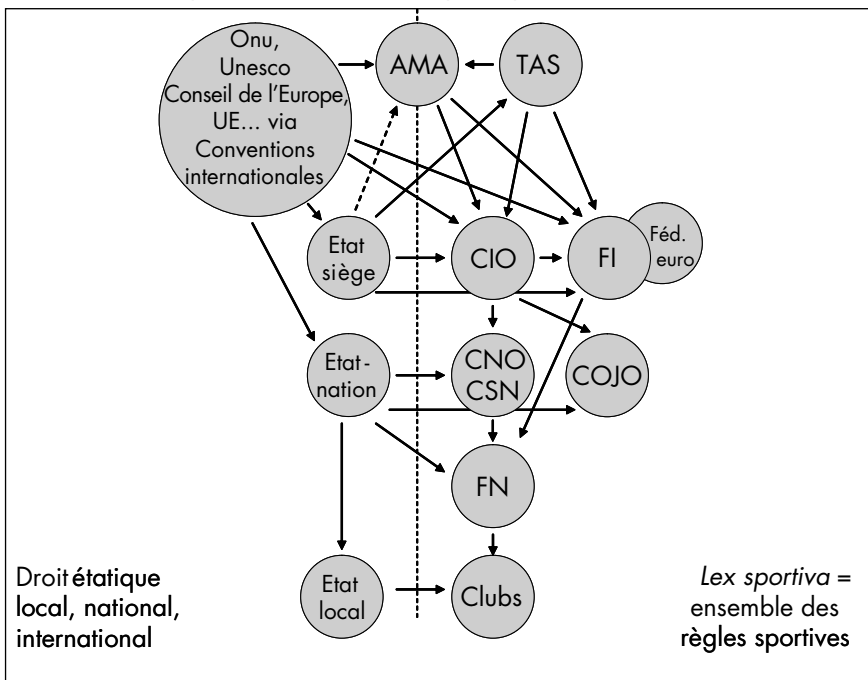 Onu,
Unesco
Conseil de l'Europe,
UE... via
Conventions
internationales
AMA
TAS
Etat
siège
CIO
FI
Féd.
euro
Etat-
nation
CNO
CSN
COJO
FN
Etat
local
Clubs
Droit étatique
local, national,
international
Lex sportiva =
ensemble des
règles sportives